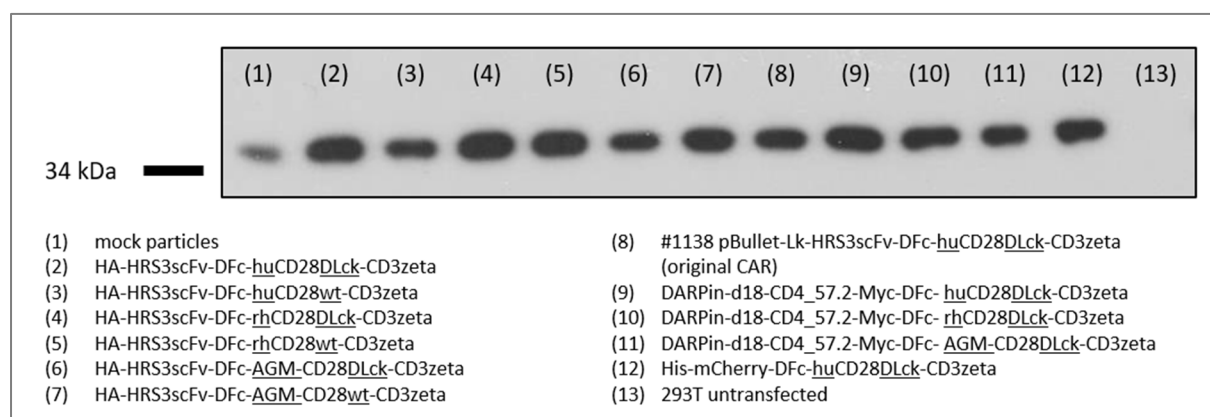 (1) (2) (3) (4) (5) (6) (7) (8) (9) (10) (11) (12) (13)
34 kDa
(1) mock particles
(2) HA-HRS3scFv-DFc-huCD28DLck-CD3zeta
(3) HA-HRS3scFv-DFc-huCD28wt-CD3zeta
(4) HA-HRS3scFv-DFc-rhCD28DLck-CD3zeta
(5) HA-HRS3scFv-DFc-rhCD28wt-CD3zeta
(6) HA-HRS3scFv-DFc-AGM-CD28DLck-CD3zeta
(7) HA-HRS3scFv-DFc-AGM-CD28wt-CD3zeta
(8) #1138 pBullet-Lk-HRS3scFv-DFc-huCD28DLck-CD3zeta
(original CAR)
(9) DARPin-d18-CD4_57.2-Myc-DFc- huCD28DLck-CD3zeta
(10) DARPin-d18-CD4_57.2-Myc-DFc- rhCD28DLck-CD3zeta
(11) DARPin-d18-CD4_57.2-Myc-DFc- AGM-CD28DLck-CD3zeta
(12) His-mCherry-DFc-huCD28DLck-CD3zeta
(13) 293T untransfected